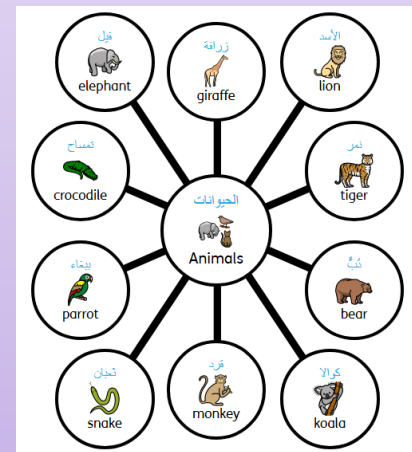 فيل
elephant
زرافة
giraffe
الأسد
lion
تمساح
crocodile
نمر
tiger
الحيوانات
Animals
ببغاء
parrot
دُبٌّ
bear
ثعبان
snake
قرد
monkey
كوالا
koala